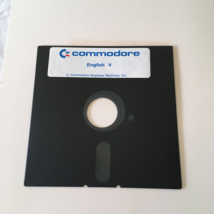 commodore
English V
© Commodore Business Machines, Inc.